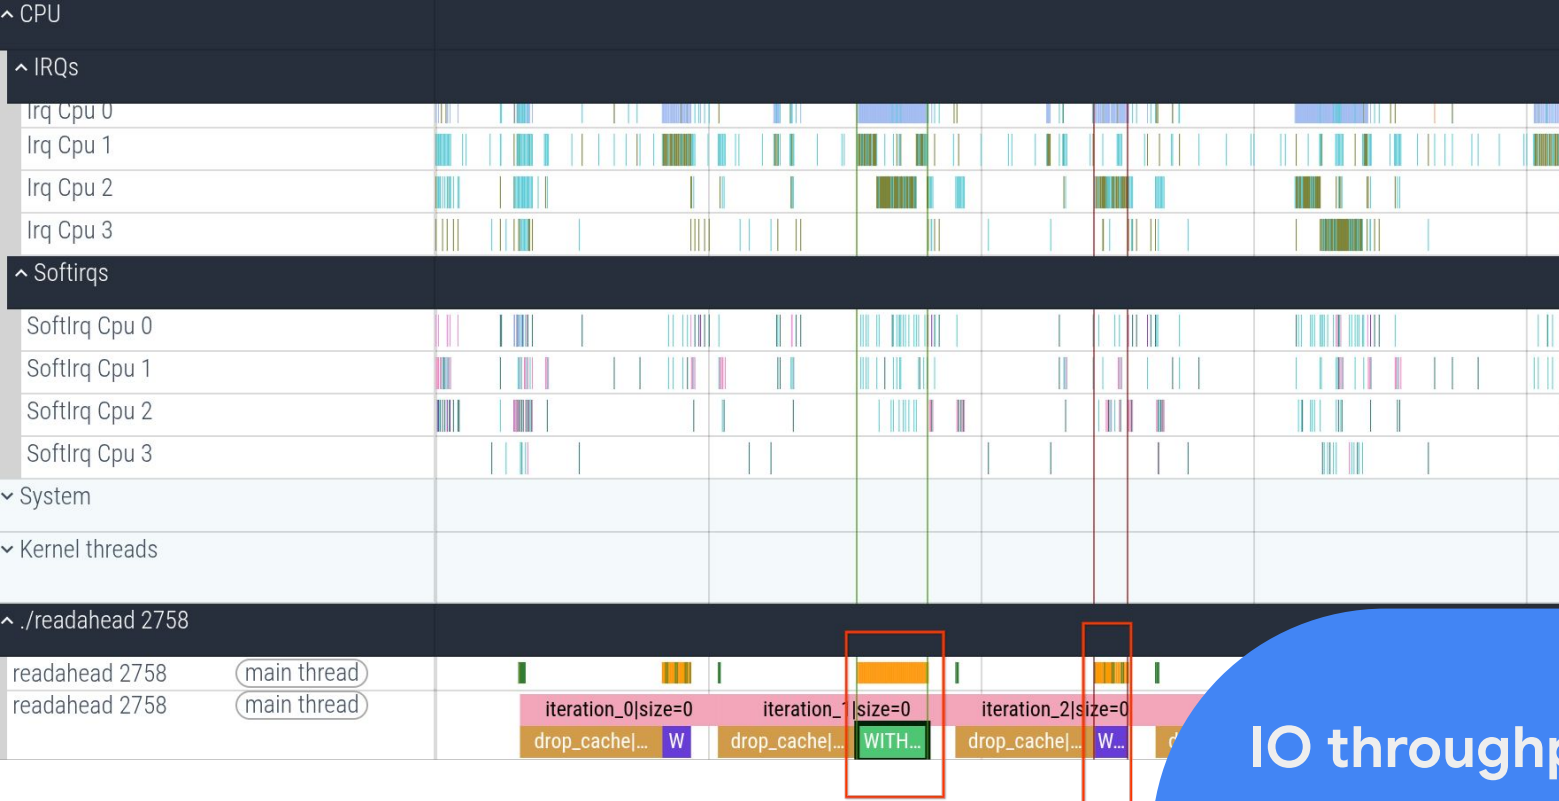 CPU
IRQs
Irq Cpu 0
Irq Cpu 1
Irq Cpu 2
Irq Cpu 3
Softirqs
SoftIrq Cpu 0
SoftIrq Cpu 1
SoftIrq Cpu 2
SoftIrq Cpu 3
System
Kernel threads
./readahead 2758
readahead 2758 main thread
readahead 2758 main thread
iteration_0|size=0 iteration_1|size=0 iteration_2|size=0
drop_cache|... W drop_cache|... WITH... drop_cache|... W... d
IO throughp